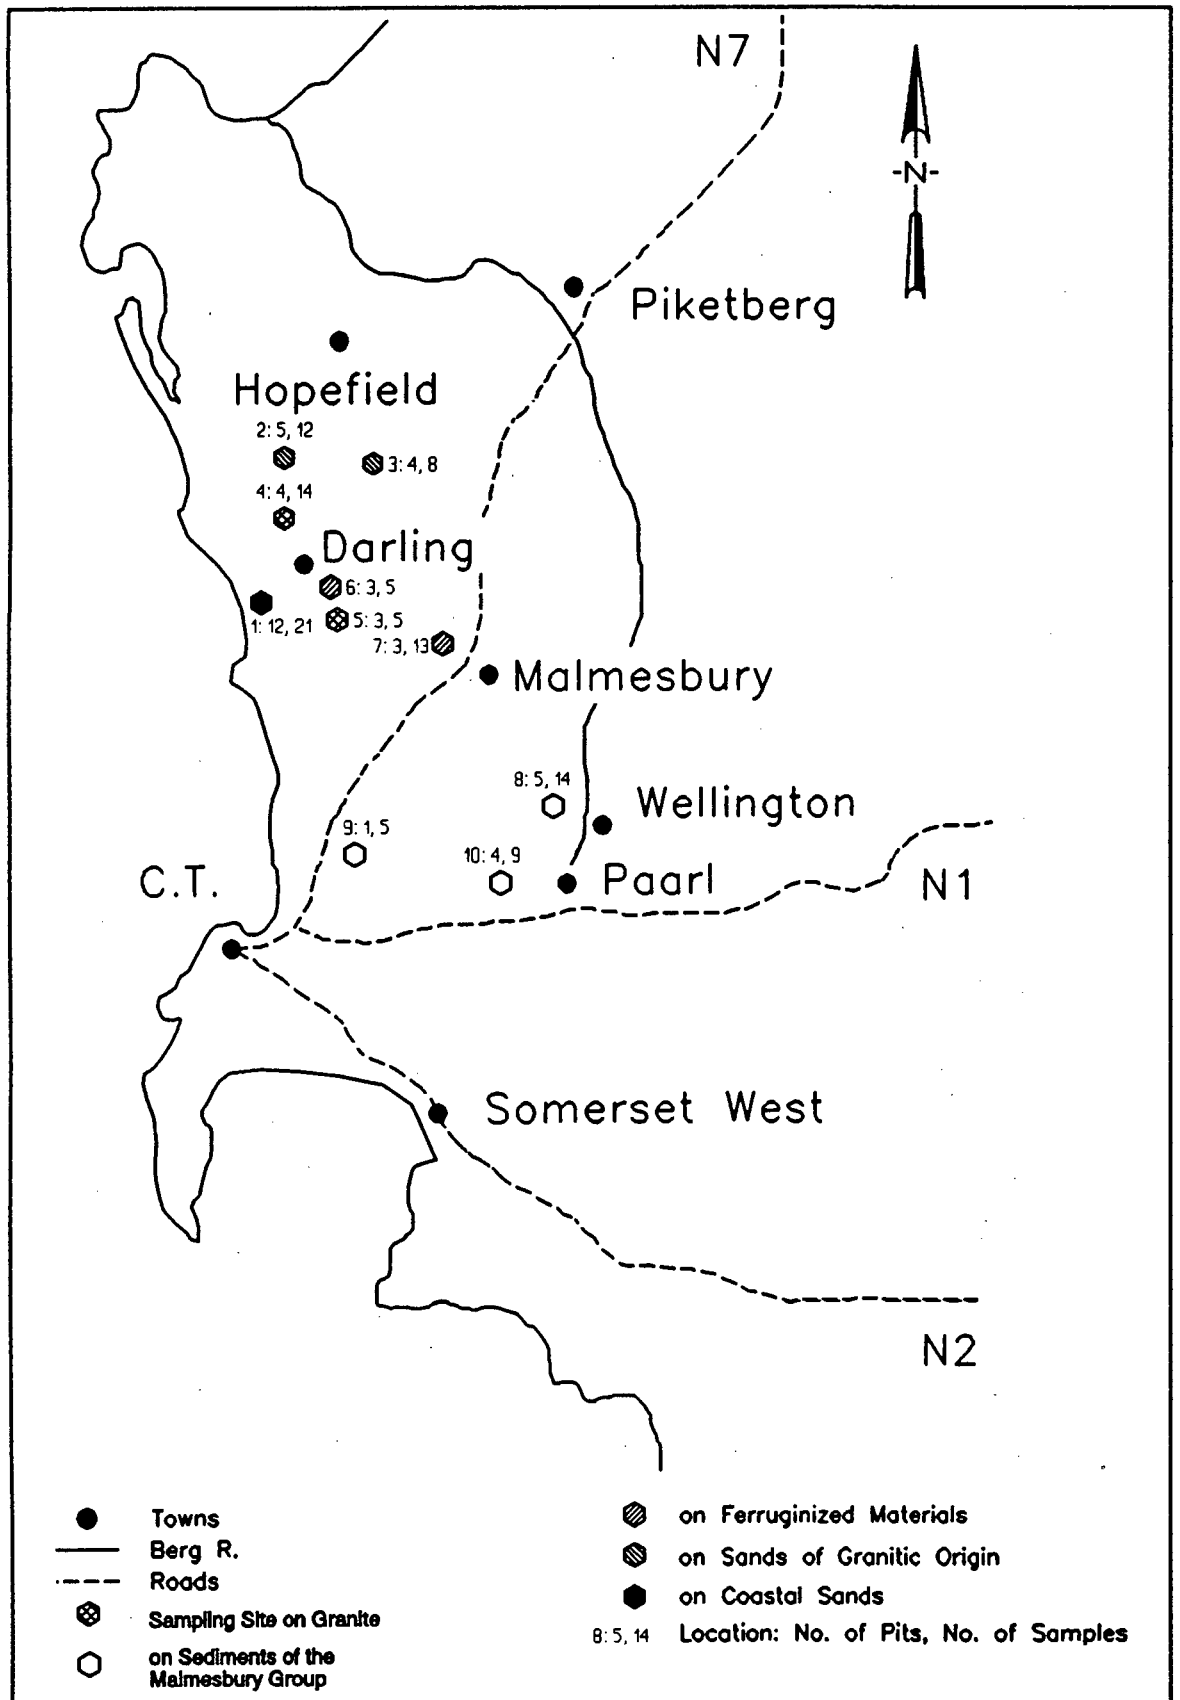 N7
-N-
Piketberg
Hopefield
2: 5, 12
3: 4, 8
4: 4, 14
Darling
6: 3, 5
1: 12, 21
5: 3, 5
7: 3, 13
Malmesbury
8: 5, 14
Wellington
9: 1, 5
10: 4, 9
C.T.
Paarl
N1
Somerset West
N2
Towns
Berg R.
Roads
Sampling Site on Granite
on Sediments of the
Malmesbury Group
on Ferruginized Materials
on Sands of Granitic Origin
on Coastal Sands
8: 5, 14 Location: No. of Pits, No. of Samples